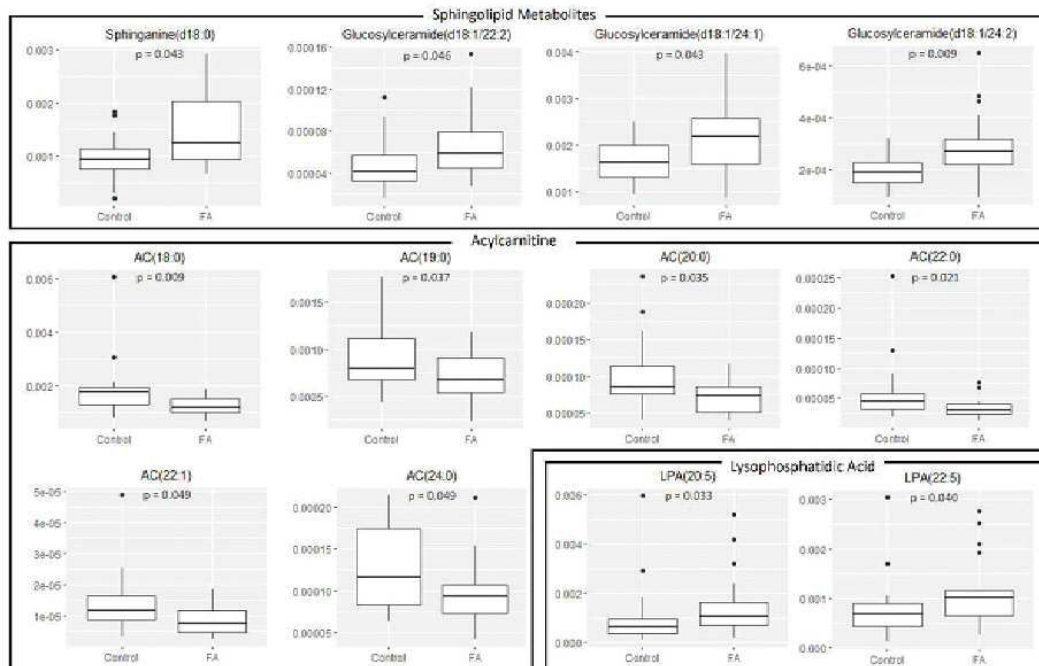 Sphingolipid Metabolites
Sphinganine(d18:0)
p = 0.043
0.003
0.002
0.001
Control
FA
Glucosylceramide(d18:1/22:2)
p = 0.046
0.00016
0.00012
0.00008
0.00004
Control
FA
Glucosylceramide(d18:1/24:1)
p = 0.043
0.004
0.003
0.002
0.001
Control
FA
Glucosylceramide(d18:1/24:2)
p = 0.009
6e-04
4e-04
2e-04
Control
FA
Acylcarnitine
AC(18:0)
p = 0.009
0.006
0.004
0.002
Control
FA
AC(19:0)
p = 0.037
0.0015
0.0010
0.0025
Control
FA
AC(20:0)
p = 0.035
0.00020
0.00015
0.00010
0.00005
Control
FA
AC(22:0)
p = 0.021
0.00025
0.00020
0.00015
0.00010
0.00005
Control
FA
AC(22:1)
p = 0.049
5e-05
4e-05
3e-05
2e-05
1e-05
Control
FA
AC(24:0)
p = 0.049
0.00020
0.00015
0.00010
0.00005
Control
FA
Lysophosphatidic Acid
LPA(20:5)
p = 0.033
0.006
0.004
0.002
0.000
Control
FA
LPA(22:5)
p = 0.040
0.003
0.002
0.001
0.000
Control
FA